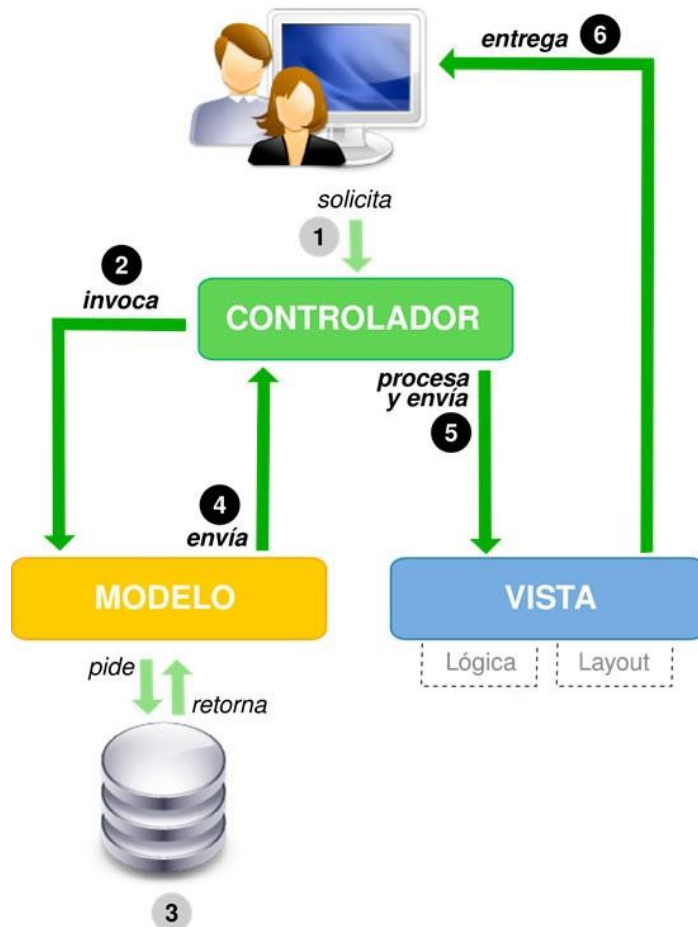 entrega 6
solicita
1
2
invoca
CONTROLADOR
procesa
y envía
5
4
envía
MODELO
VISTA
Lógica
Layout
pide
retorna
3